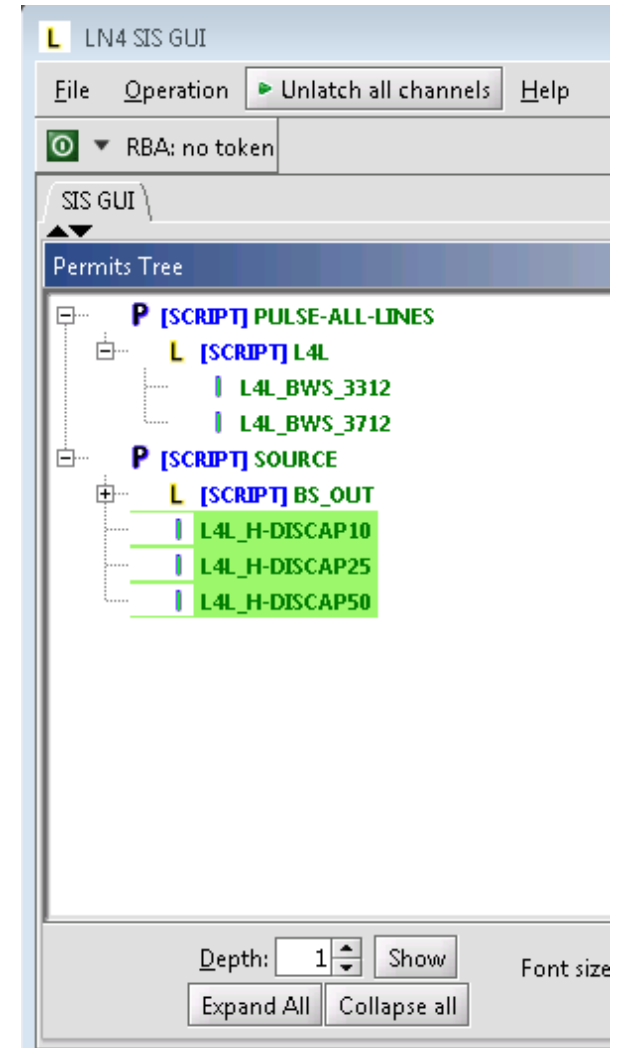 L LN4 SIS GUI
File Operation Unlatch all channels Help
RBA: no token
SIS GUI
Permits Tree
P [SCRIPT] PULSE-ALL-LINES
L [SCRIPT] L4L
L4L_BWS_3312
L4L_BWS_3712
P [SCRIPT] SOURCE
L [SCRIPT] BS_OUT
L4L_H-DISCAP10
L4L_H-DISCAP25
L4L_H-DISCAP50
Depth: 1 Show Font size
Expand All Collapse all